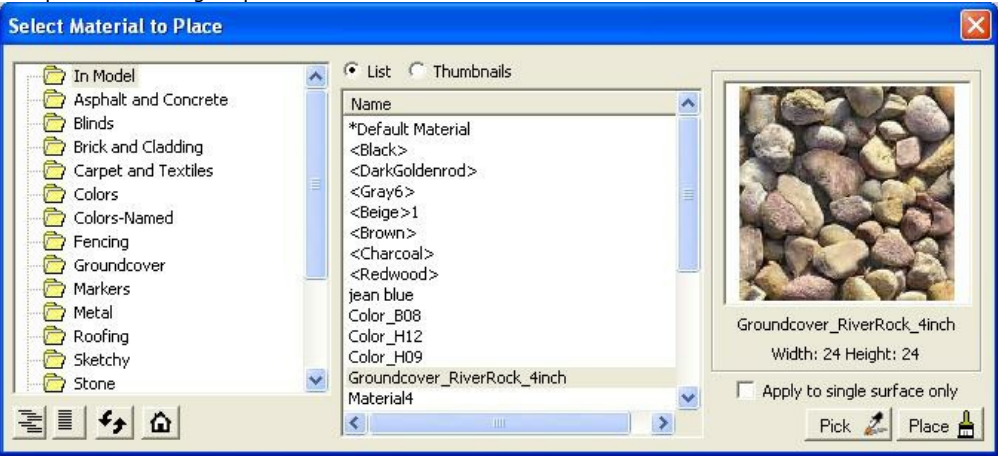 Select Material to Place
In Model
Asphalt and Concrete
Blinds
Brick and Cladding
Carpet and Textiles
Colors
Colors-Named
Fencing
Groundcover
Markers
Metal
Roofing
Sketchy
Stone
List
Thumbnails
Name
*Default Material
<Black>
<DarkGoldenrod>
<Gray6>
<Beige>1
<Brown>
<Charcoal>
<Redwood>
jean blue
Color_B08
Color_H12
Color_H09
Groundcover_RiverRock_4inch
Material4
Groundcover_RiverRock_4inch
Width: 24 Height: 24
Apply to single surface only
Pick
Place